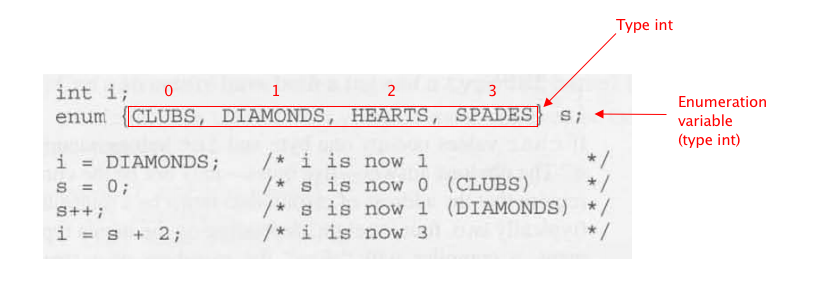 Type int
0 1 2 3
int i;
enum {CLUBS, DIAMONDS, HEARTS, SPADES} s;
Enumeration
variable
(type int)
i = DIAMONDS; /* i is now 1 */
s = 0; /* s is now 0 (CLUBS) */
s++; /* s is now 1 (DIAMONDS) */
i = s + 2; /* i is now 3 */